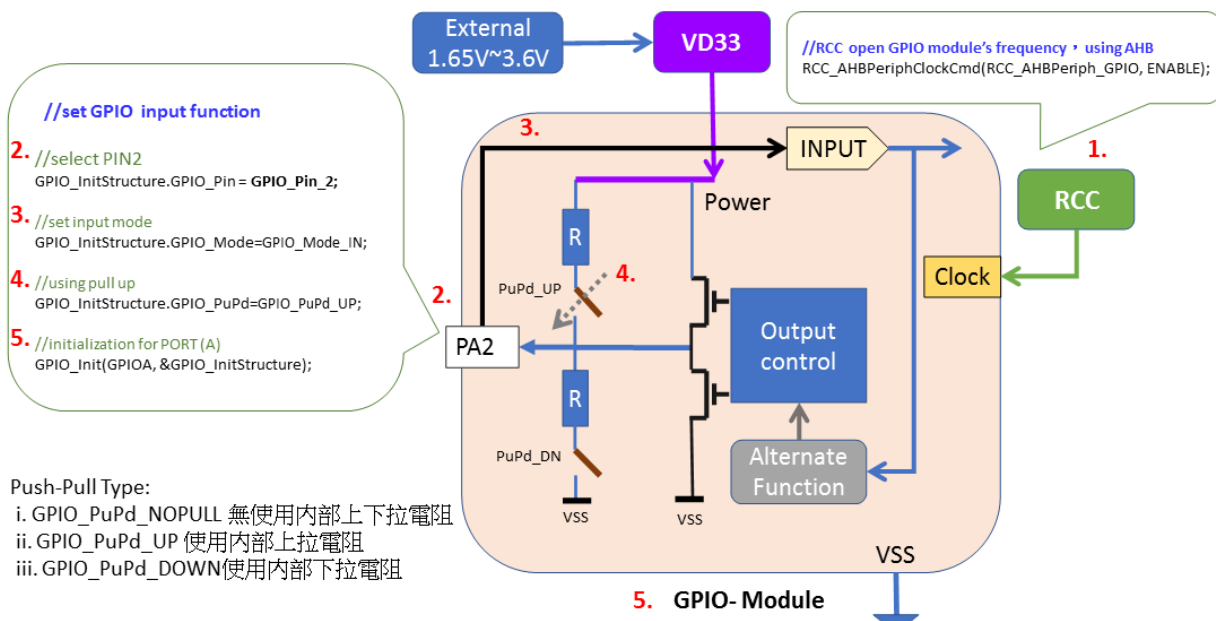 External
1.65V~3.6V
VD33
//RCC open GPIO module's frequency，using AHB
RCC_AHBPeriphClockCmd(RCC_AHBPeriph_GPIO, ENABLE);
1.
RCC
Clock
//set GPIO input function
2. //select PIN2
GPIO_InitStructure.GPIO_Pin = GPIO_Pin_2;
3. //set input mode
GPIO_InitStructure.GPIO_Mode=GPIO_Mode_IN;
4. //using pull up
GPIO_InitStructure.GPIO_PuPd=GPIO_PuPd_UP;
5. //initialization for PORT (A)
GPIO_Init(GPIOA, &GPIO_InitStructure);
3.
INPUT
Power
R
PuPd_UP
4.
2.
PA2
Output
control
R
PuPd_DN
Alternate
Function
VSS
VSS
VSS
5. GPIO- Module
Push-Pull Type:
i. GPIO_PuPd_NOPULL 無使用内部上下拉電阻
ii. GPIO_PuPd_UP 使用内部上拉電阻
iii. GPIO_PuPd_DOWN使用内部下拉電阻